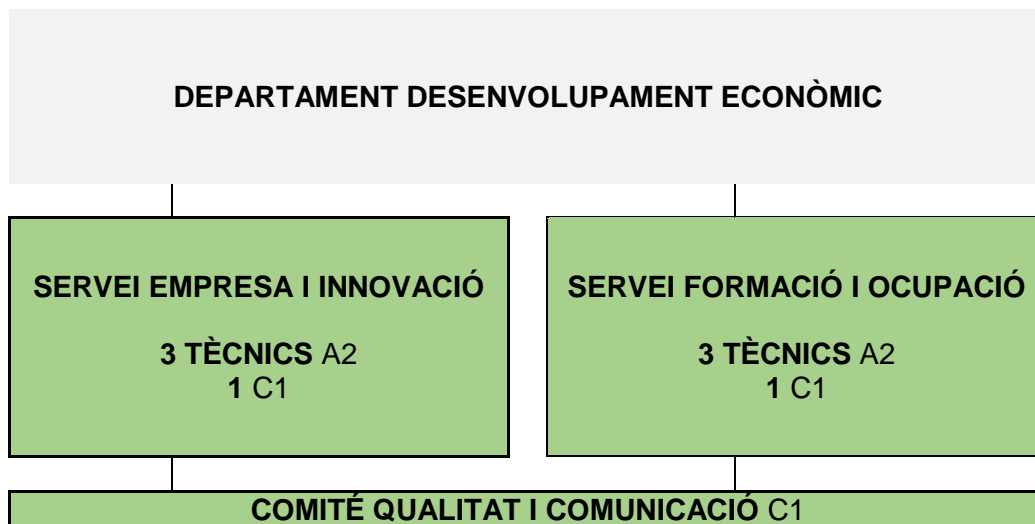 DEPARTAMENT DESENVOLUPAMENT ECONÒMIC
SERVEI EMPRESA I INNOVACIÓ
3 TÈCNICS A2
1 C1
SERVEI FORMACIÓ I OCUPACIÓ
3 TÈCNICS A2
1 C1
COMITÉ QUALITAT I COMUNICACIÓ C1